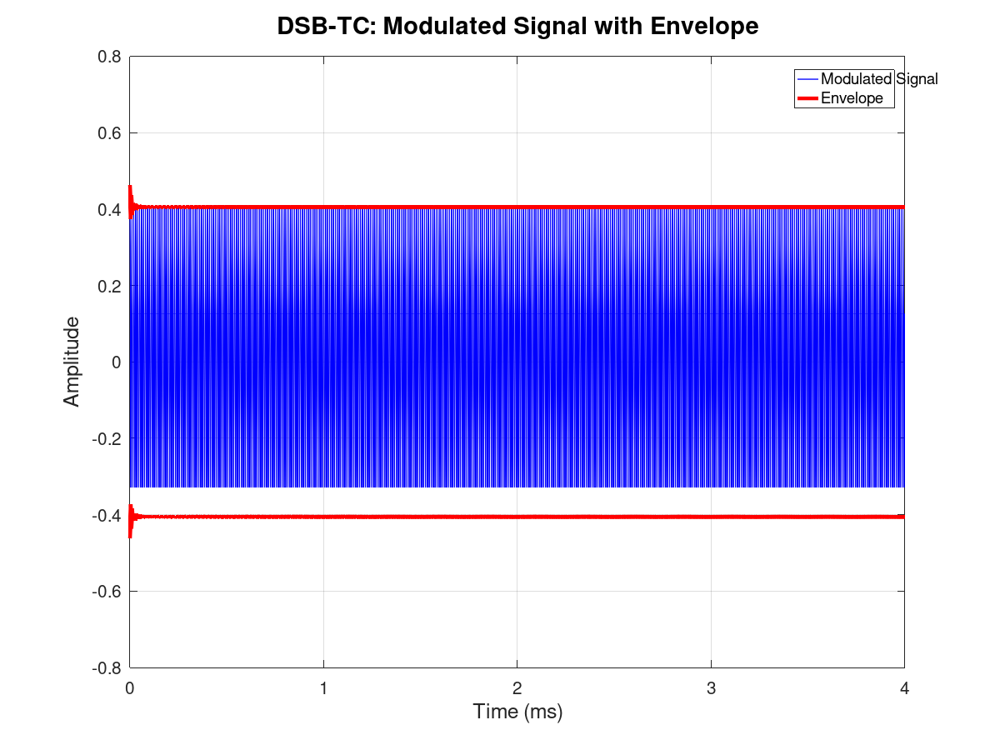 DSB-TC: Modulated Signal with Envelope
Modulated Signal
Envelope
0.8
0.6
0.4
0.2
0
-0.2
-0.4
-0.6
-0.8
Amplitude
0 1 2 3 4
Time (ms)